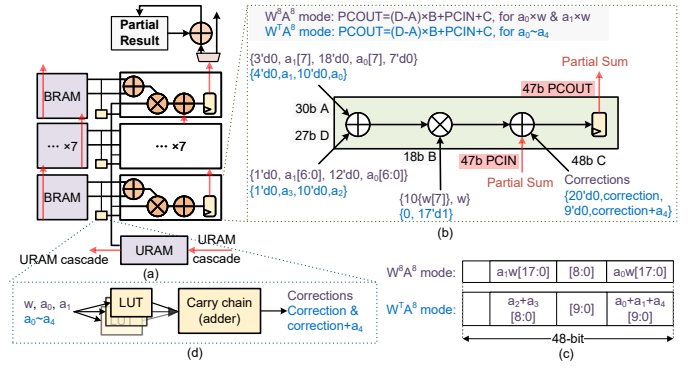 Partial
Result
W⁸A⁸ mode: PCOUT=(D-A)×B+PCIN+C, for a₀×w & a₁×w
WᵀA⁸ mode: PCOUT=(D-A)×B+PCIN+C, for a₀~a₄
{3'd0, a₁[7], 18'd0, a₀[7], 7'd0}
{4'd0,a₁,10'd0,a₀}
Partial Sum
47b PCOUT
30b A
27b D
18b B
47b PCIN
48b C
Partial Sum
{1'd0, a₁[6:0], 12'd0, a₀[6:0]}
{1'd0,a₃,10'd0,a₂}
{10{w[7]}, w}
{0, 17'd1}
Corrections
{20'd0,correction,
9'd0,correction+a₄}
(b)
BRAM
... ×7
... ×7
BRAM
URAM
URAM cascade
URAM
cascade
(a)
w, a₀, a₁
a₀~a₄
LUT
LUT
Carry chain
(adder)
Corrections
Correction &
correction+a₄
(d)
W⁸A⁸ mode:
a₁w[17:0]
[8:0]
a₀w[17:0]
WᵀA⁸ mode:
a₂+a₃
[8:0]
[9:0]
a₀+a₁+a₄
[9:0]
48-bit
(c)